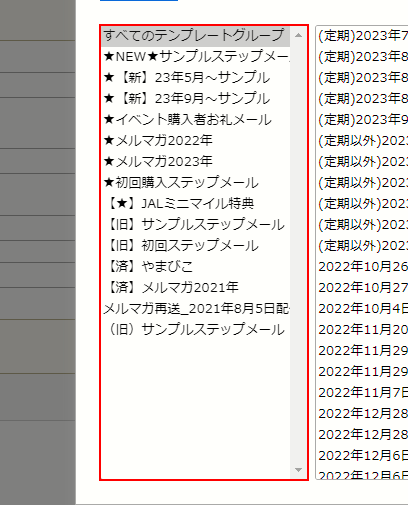 すべてのテンプレートグループ
★NEW★サンプルステップメー
★【新】23年5月～サンプル
★【新】23年9月～サンプル
★イベント購入者お礼メール
★メルマガ2022年
★メルマガ2023年
★初回購入ステップメール
【★】JALミニマイル特典
【旧】サンプルステップメール
【旧】初回ステップメール
【済】やまびこ
【済】メルマガ2021年
メルマガ再送_2021年8月5日配
（旧）サンプルステップメール
(定期)2023年7
(定期)2023年8
(定期)2023年8
(定期)2023年8
(定期)2023年9
(定期以外)202
(定期以外)202
(定期以外)202
(定期以外)202
(定期以外)202
(定期以外)202
2022年10月26
2022年10月27
2022年10月4日
2022年11月20
2022年11月29
2022年11月29
2022年11月7日
2022年12月28
2022年12月28
2022年12月6日
2022年12月6日